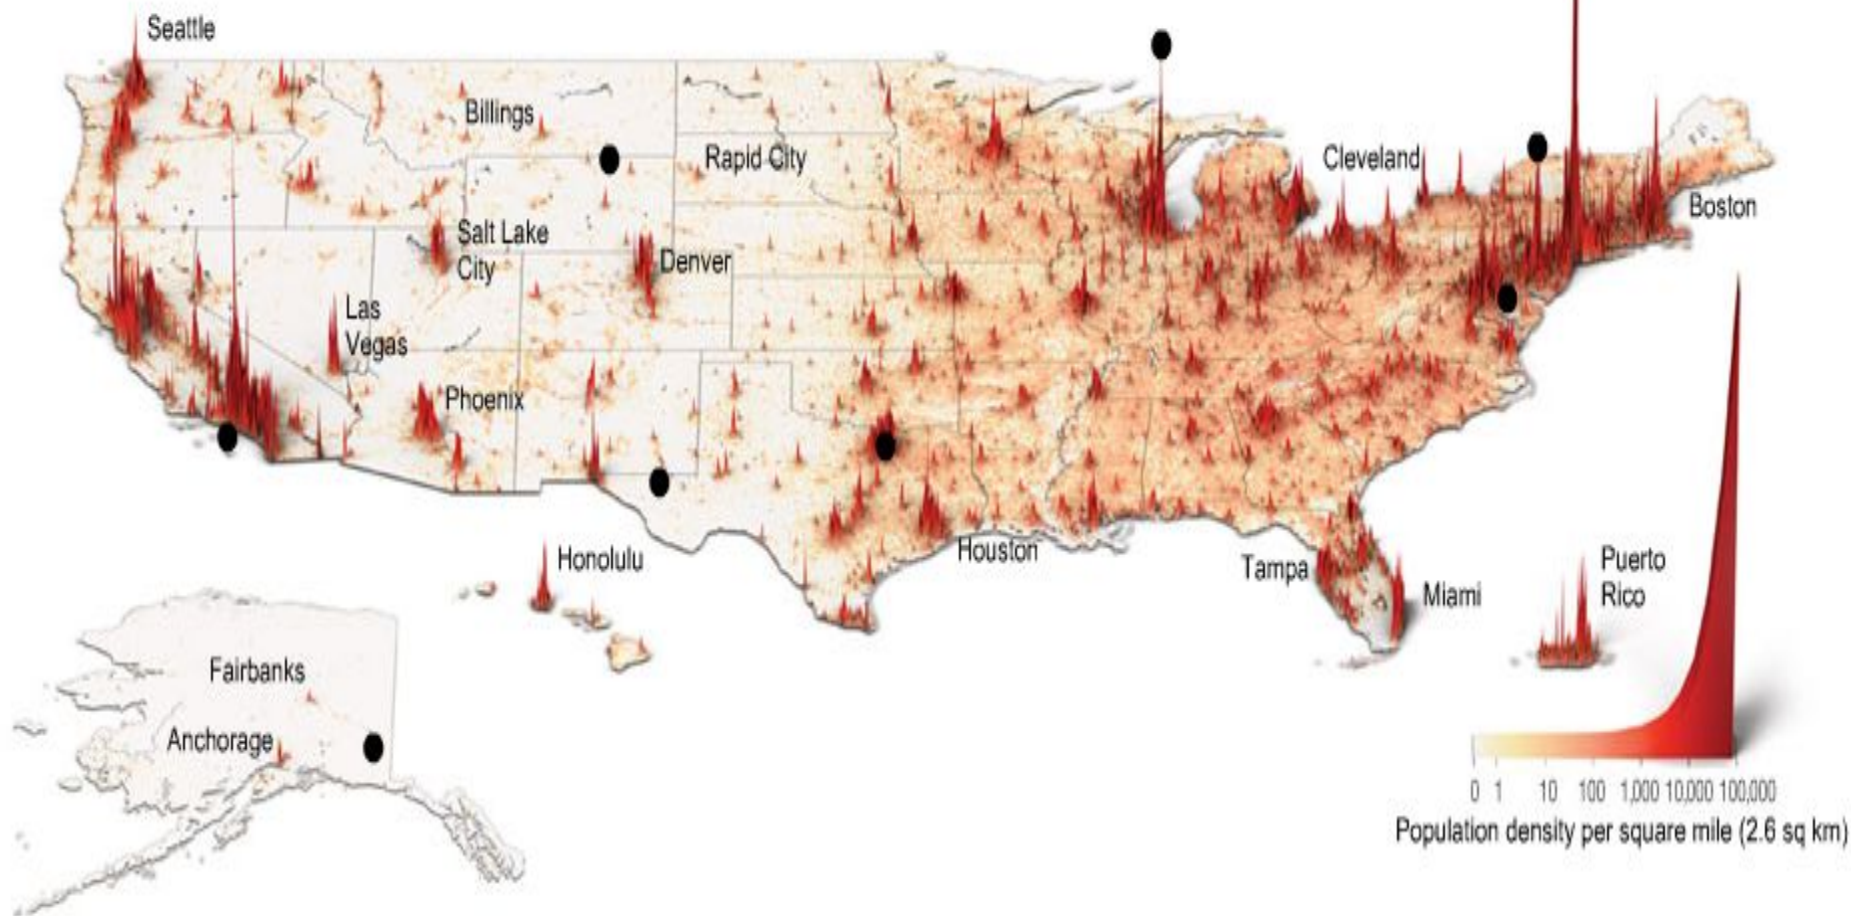 Seattle
Billings
Rapid City
Cleveland
Boston
Salt Lake
City
Denver
Las
Vegas
Phoenix
Honolulu
Houston
Tampa
Miami
Puerto
Rico
Fairbanks
Anchorage
0 1 10 100 1,000 10,000 100,000
Population density per square mile (2.6 sq km)